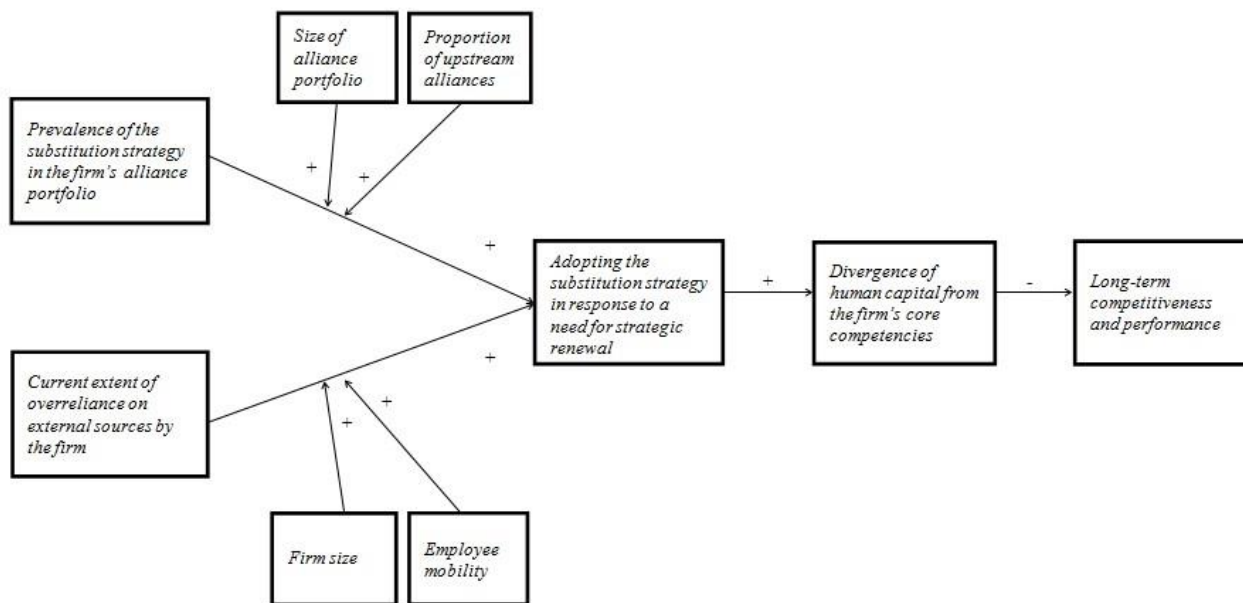 Size of
alliance
portfolio
Proportion
of upstream
alliances
Prevalence of the
substitution strategy
in the firm's alliance
portfolio
+
+
+
Adopting the
substitution strategy
in response to a
need for strategic
renewal
+
Divergence of
human capital from
the firm's core
competencies
-
Long-term
competitiveness
and performance
Current extent of
overreliance on
external sources by
the firm
+
+
+
Firm size
Employee
mobility